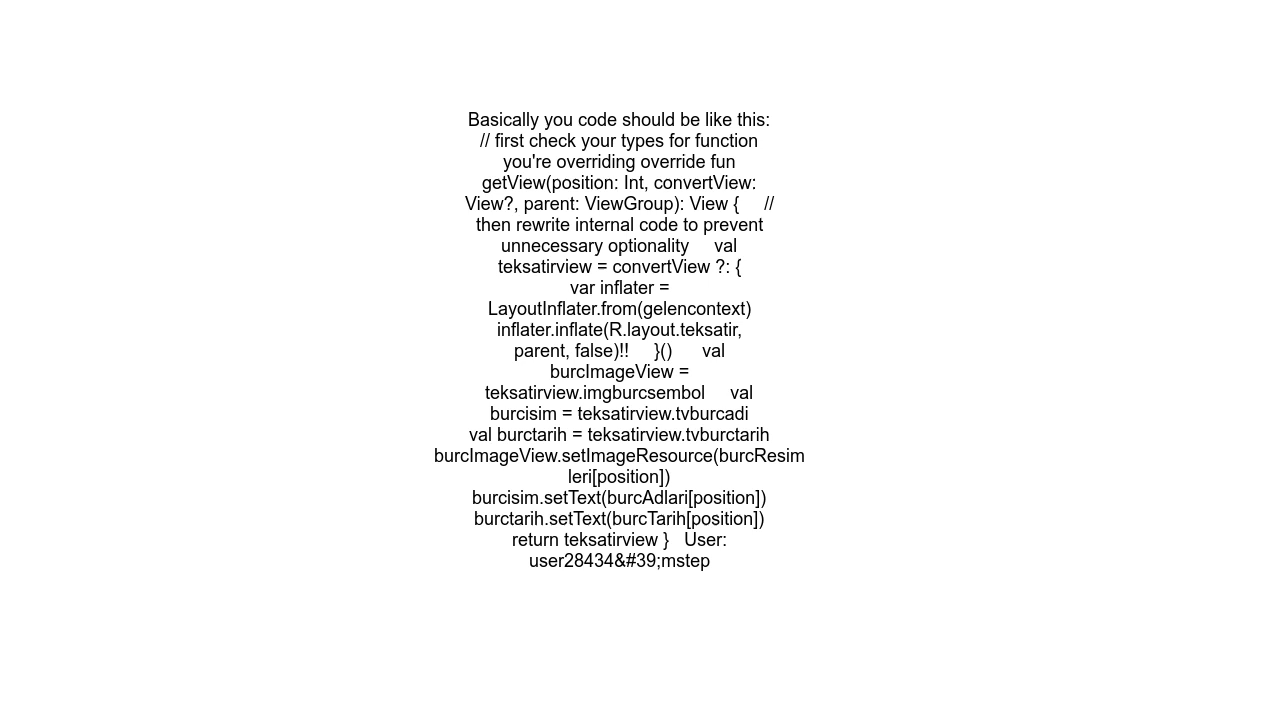 Basically you code should be like this:
// first check your types for function
you're overriding override fun
getView(position: Int, convertView:
View?, parent: ViewGroup): View {     //
then rewrite internal code to prevent
unnecessary optionality     val
teksatirview = convertView ?: {
var inflater =
LayoutInflater.from(gelencontext)
inflater.inflate(R.layout.teksatir,
parent, false)!!     }()      val
burcImageView =
teksatirview.imgburcsembol     val
burcisim = teksatirview.tvburcadi
val burctarih = teksatirview.tvburctarih
burcImageView.setImageResource(burcResim
leri[position])
burcisim.setText(burcAdlari[position])
burctarih.setText(burcTarih[position])
return teksatirview }   User:
user28434&#39;mstep